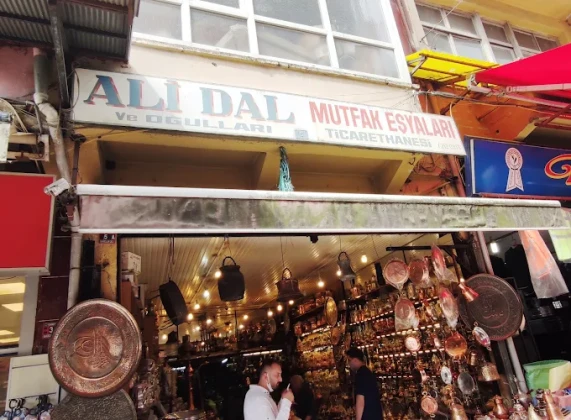 ALİ DAL
VE OĞULLARI
MUTFAK EŞYALARI
TİCARETHANESİ